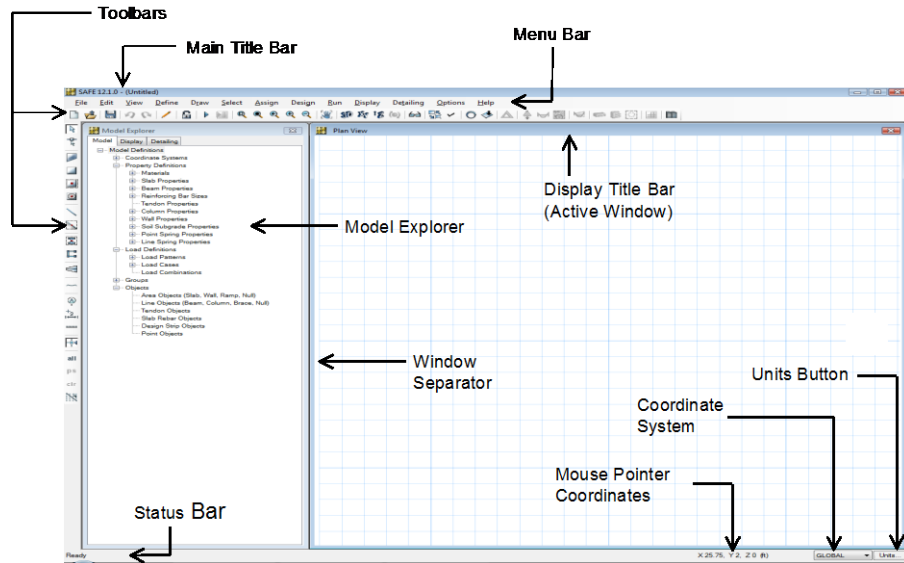 Toolbars
Main Title Bar
Menu Bar
SAFE 12.1.0 - (Untitled)
File Edit View Define Draw Select Assign Design Run Display Detailing Options Help
Model Explorer
Plan View
Model Display Detailing
Model Definitions
Coordinate Systems
Property Definitions
Materials
Slab Properties
Beam Properties
Reinforcing Bar Sizes
Tendon Properties
Column Properties
Wall Properties
Soil Subgrade Properties
Point Spring Properties
Line Spring Properties
Load Definitions
Load Patterns
Load Cases
Load Combinations
Groups
Objects
Area Objects (Slab, Wall, Ramp, Null)
Line Objects (Beam, Column, Brace, Null)
Tendon Objects
Slab Rebar Objects
Design Strip Objects
Point Objects
Display Title Bar
(Active Window)
Model Explorer
Window
Separator
Units Button
Coordinate
System
Mouse Pointer
Coordinates
Status Bar
all
clr
Ready
X 25.75, Y 2, Z 0 (ft)
GLOBAL
Units...